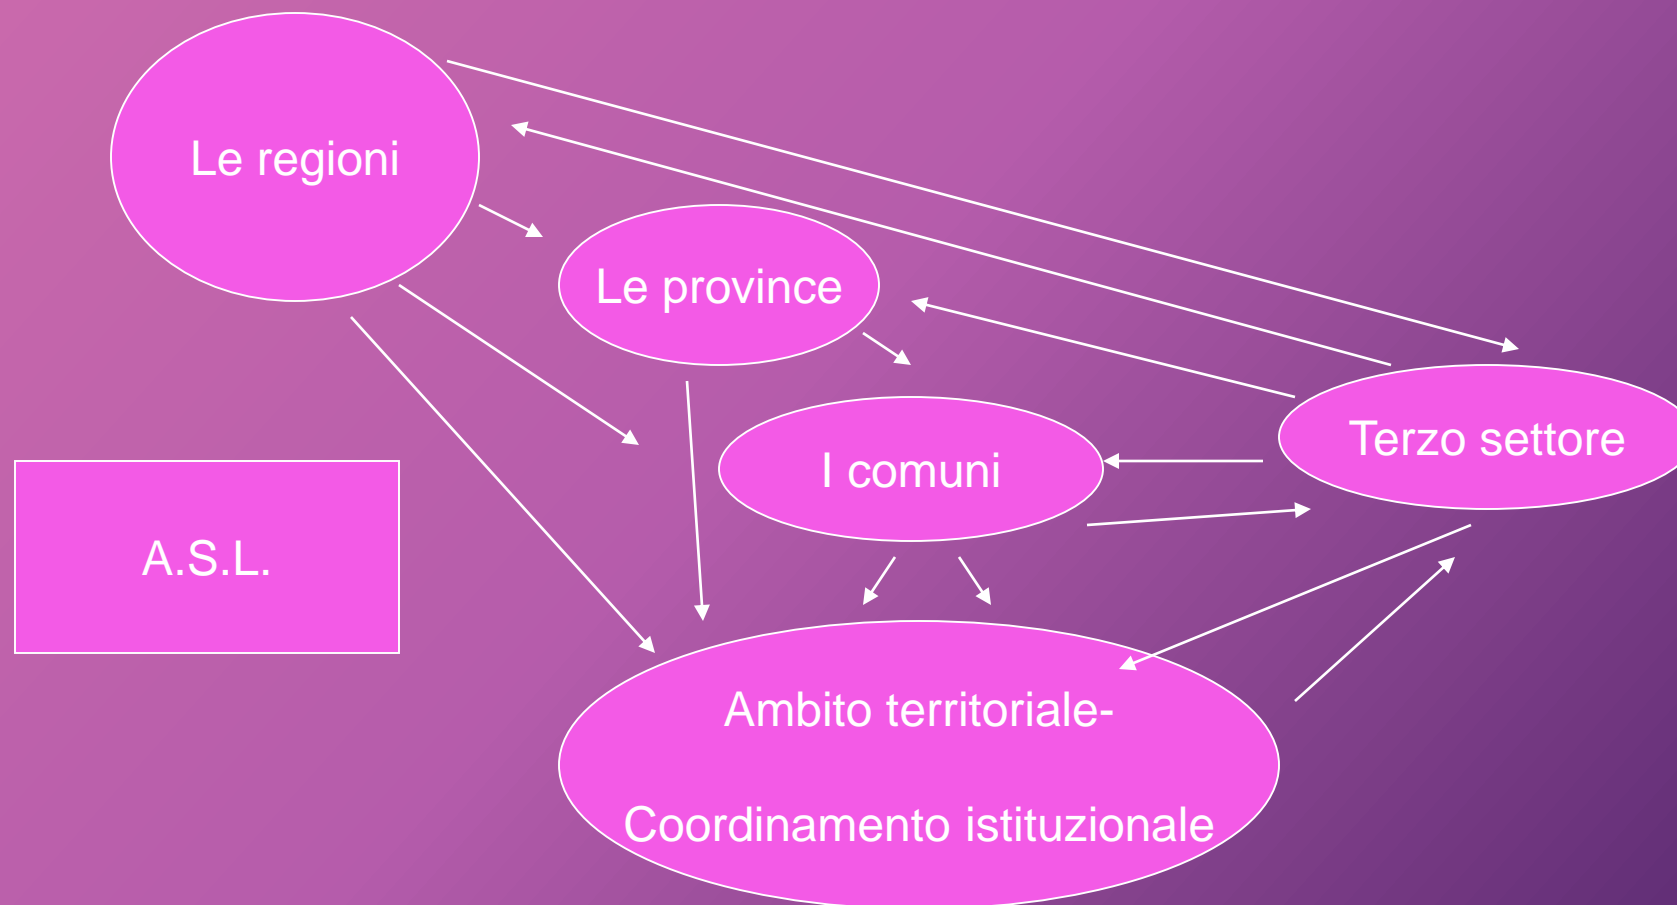 Le regioni
Le province
Terzo settore
I comuni
A.S.L.
Ambito territoriale-
Coordinamento istituzionale